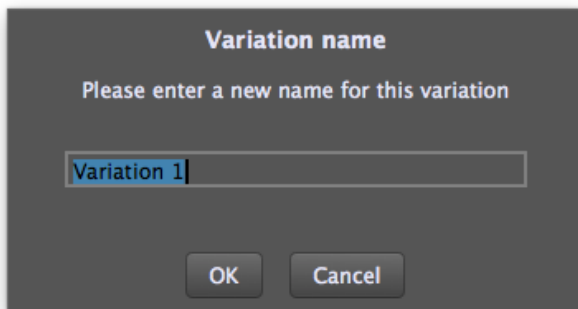 Variation name
Please enter a new name for this variation
Variation 1
OK Cancel